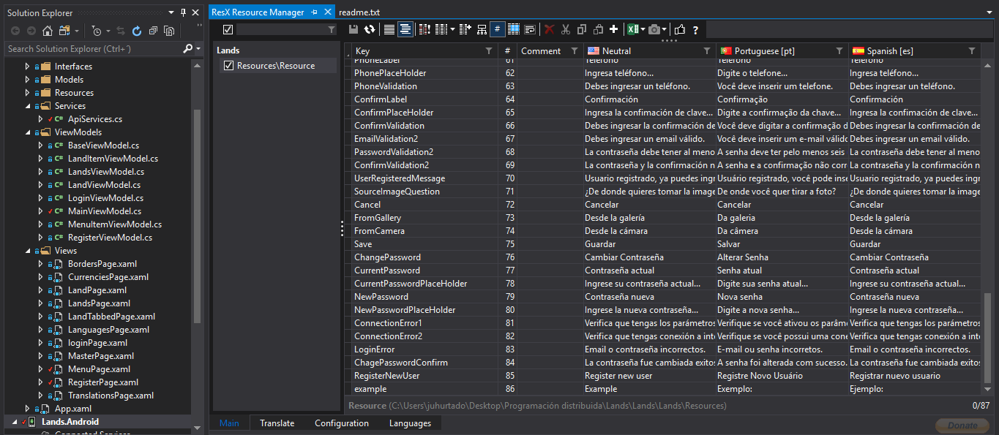 Solution Explorer
Search Solution Explorer (Ctrl+´)
Interfaces
Models
Resources
Services
C# ApiServices.cs
ViewModels
C# BaseViewModel.cs
C# LandItemViewModel.cs
C# LandsViewModel.cs
C# LandViewModel.cs
C# LoginViewModel.cs
C# MainViewModel.cs
C# MenuItemViewModel.cs
C# RegisterViewModel.cs
Views
BordersPage.xaml
CurrenciesPage.xaml
LandPage.xaml
LandsPage.xaml
LandTabbedPage.xaml
LanguagesPage.xaml
loginPage.xaml
MasterPage.xaml
MenuPage.xaml
RegisterPage.xaml
TranslationsPage.xaml
App.xaml
Lands.Android
Connected Services
ResX Resource Manager readme.txt
Lands
Resources\Resource
Key # Comment Neutral Portuguese [pt] Spanish [es]
PhoneLabel 61 Teléfono Telefone Teléfono
PhonePlaceHolder 62 Ingresa teléfono... Digite o telefone... Ingresa teléfono...
PhoneValidation 63 Debes ingresar un teléfono. Você deve inserir um telefone. Debes ingresar un teléfono.
ConfirmLabel 64 Confirmación Confirmação Confirmación
ConfirmPlaceHolder 65 Ingresa la confimación de clave... Digite a confirmação da chave... Ingresa la confimación de clave...
ConfirmValidation 66 Debes ingresar la confirmación de Você deve digitar a confirmação d Debes ingresar la confirmación de
EmailValidation2 67 Debes ingresar un email válido. Você deve inserir um e-mail válido Debes ingresar un email válido.
PasswordValidation2 68 La contraseña debe tener al meno A senha deve ter pelo menos seis La contraseña debe tener al meno
ConfirmValidation2 69 La contraseña y la confirmación n A senha e a confirmação não corr La contraseña y la confirmación n
UserRegisteredMessage 70 Usuario registrado, ya puedes ingr Usuário registrado, você pode inse Usuario registrado, ya puedes ingr
SourceImageQuestion 71 ¿De donde quieres tomar la image De onde você quer tirar a foto? ¿De donde quieres tomar la image
Cancel 72 Cancelar Cancelar Cancelar
FromGallery 73 Desde la galería Da galeria Desde la galería
FromCamera 74 Desde la cámara Da câmera Desde la cámara
Save 75 Guardar Salvar Guardar
ChangePassword 76 Cambiar Contraseña Alterar Senha Cambiar Contraseña
CurrentPassword 77 Contraseña actual Senha atual Contraseña actual
CurrentPasswordPlaceHolder 78 Ingrese su contraseña actual... Digite sua senha atual... Ingrese su contraseña actual...
NewPassword 79 Contraseña nueva Nova senha Contraseña nueva
NewPasswordPlaceHolder 80 Ingrese la nueva contraseña... Digite a nova senha... Ingrese la nueva contraseña...
ConnectionError1 81 Verifica que tengas los parámetros Verifique se você ativou os parâme Verifica que tengas los parámetros
ConnectionError2 82 Verifica que tengas conexión a inte Verifique se você possui uma cone Verifica que tengas conexión a inte
LoginError 83 Email o contraseña incorrectos. E-mail ou senha incorretos. Email o contraseña incorrectos.
ChagePasswordConfirm 84 La contraseña fue cambiada exitos A senha foi alterada com sucesso. La contraseña fue cambiada exitos
RegisterNewUser 85 Register new user Registre Novo Usuário Registrar nuevo usuario
example 86 Example Exemplo: Ejemplo:
Resource (C:\Users\juhurtado\Desktop\Programación distribuida\Lands\Lands\Lands\Resources) 0/87
Main Translate Configuration Languages
Donate